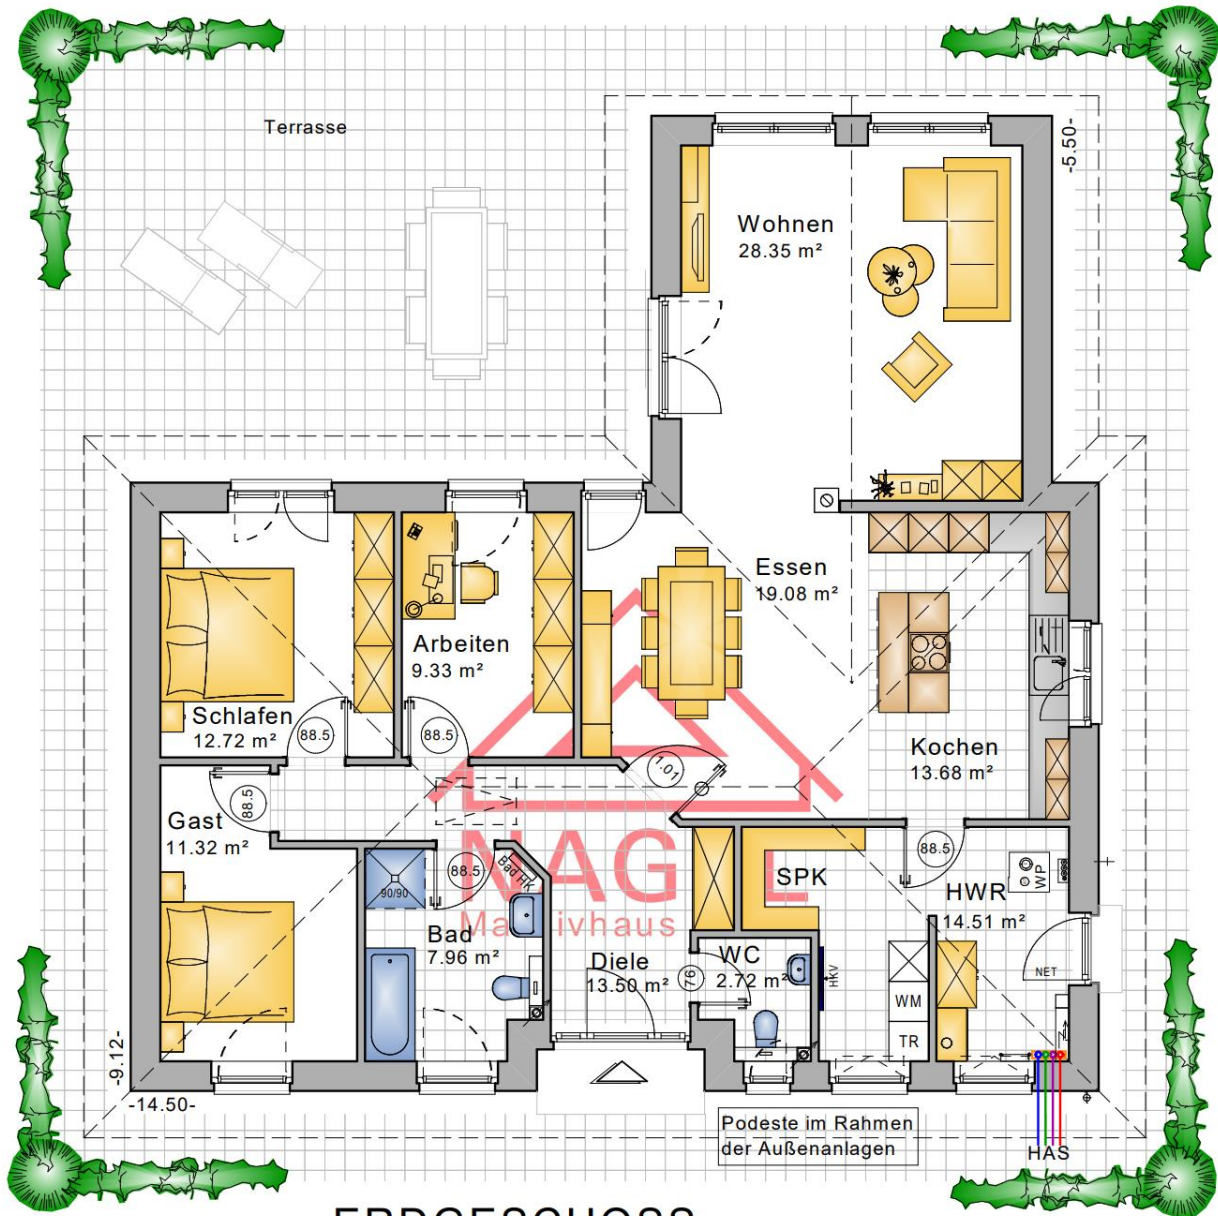 Terrasse
-5.50-
Wohnen
28.35 m²
Essen
19.08 m²
Arbeiten
9.33 m²
Schlafen
12.72 m²
88.5
88.5
1.01
Kochen
13.68 m²
88.5
Gast
11.32 m²
NAGL
Massivhaus
90/90
88.5
Bad HK
Bad
7.96 m²
SPK
88.5
HWR
14.51 m²
WP
Diele
13.50 m²
76
WC
2.72 m²
HKV
WM
TR
NET
-9.12-
-14.50-
Podeste im Rahmen
der Außenanlagen
HAS
ERDGESCHOSS